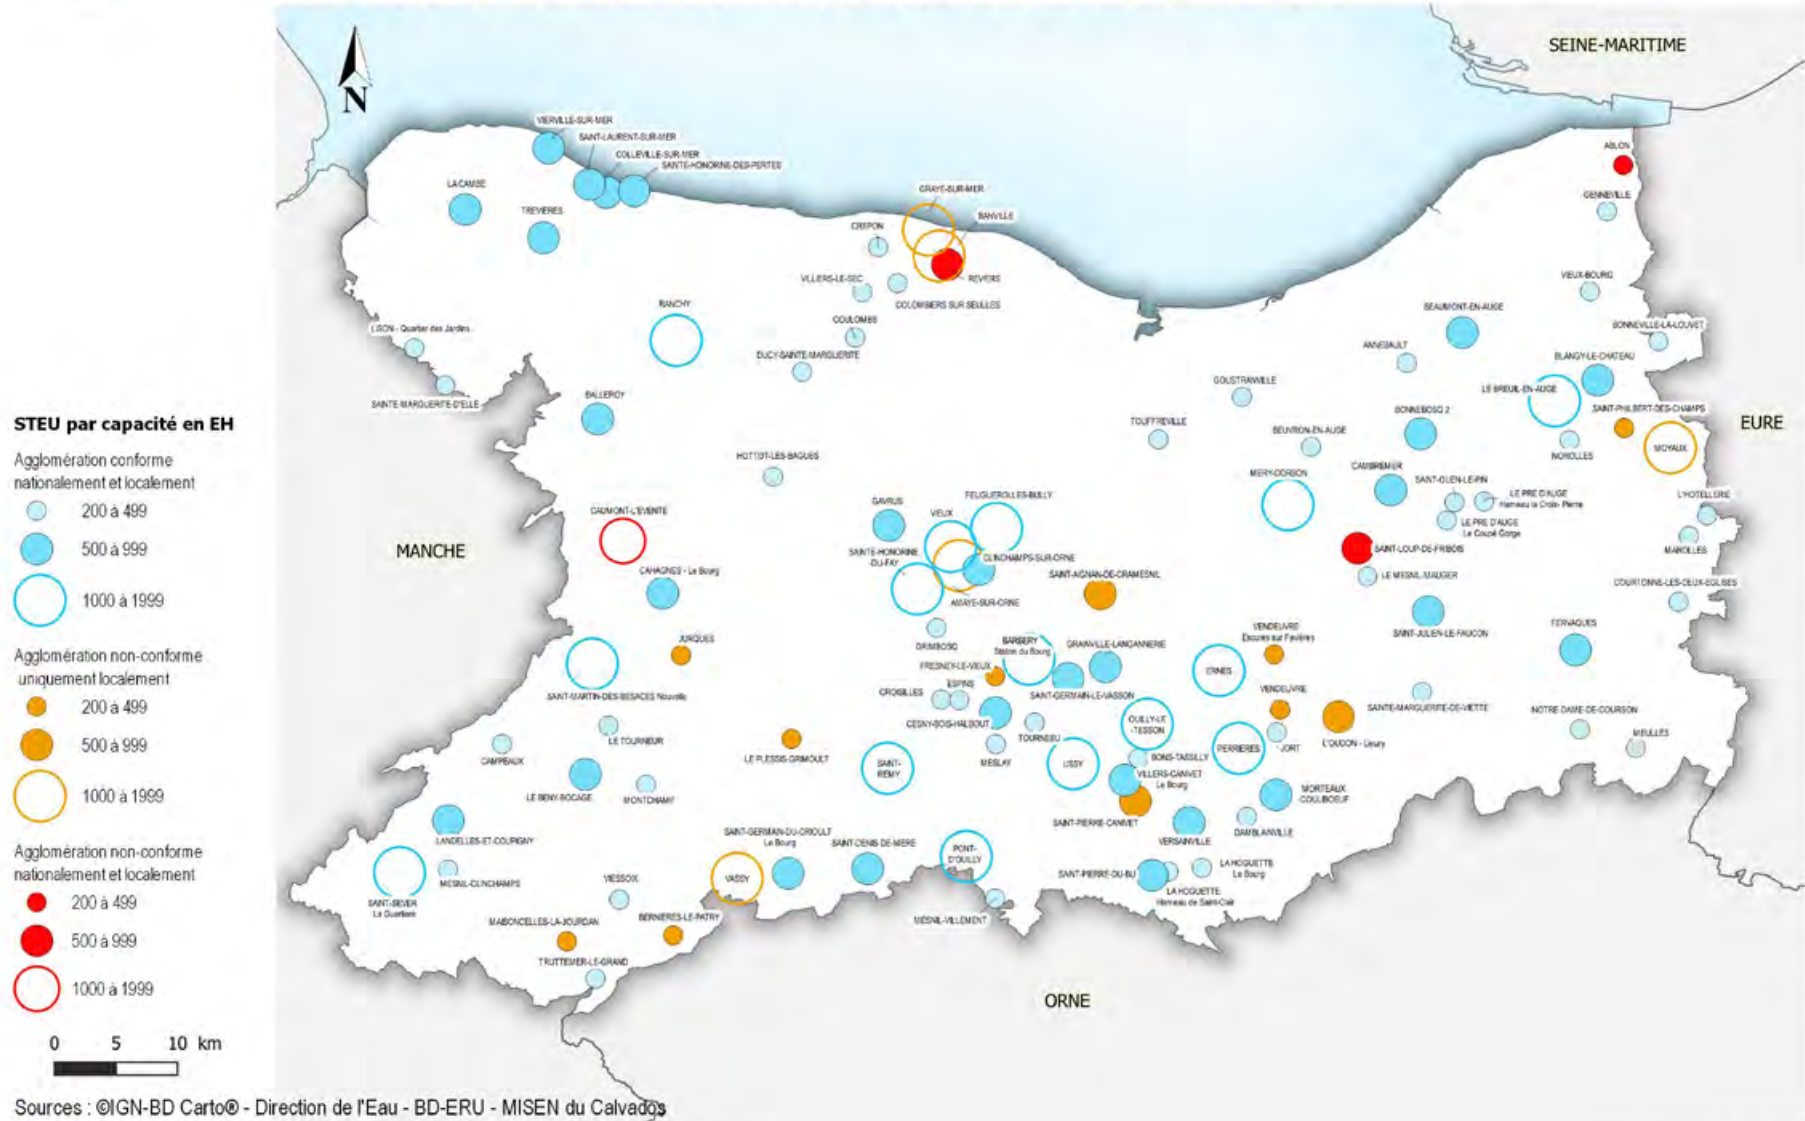 SEINE-MARITIME
N
VIERVILLE-SUR-MER
SAINT-LAURENT-SUR-MER
COLLEVILLE-SUR-MER
SAINTE-HONORINE-DES-PERTES
LA CAMBE
TREVIERES
ABLON
GENNEVILLE
GRAYE-SUR-MER
BANVILLE
CREPON
REVIERS
VILLIERS-LE-SEC
COLOMBIERS SUR SEULLES
VIEUX-BOURG
RANCHY
BEAUMONT-EN-AUGE
LISON - Quartier des Jardins
COULOMBS
BONNEVILLE-LA-LOUVET
DUCY-SAINTE-MARGUERITE
ANNEBAULT
BLANGY-LE-CHATEAU
SAINTE-MARGUERITE-D'ELLE
BALLEROY
GOUSTRANVILLE
LE BREUIL-EN-AUGE
SAINT-PHILBERT-DES-CHAMPS
BONNEBOSQ 2
EURE
TOUFFREVILLE
BEUVRON-EN-AUGE
NOROLLES
MOYAUX
HOTTOT-LES-BAGUES
MERY-CORBON
CAMBREMER
SAINT-OUEN-LE-PIN
LE PRE D'AUGE
Hameau la Croix- Pierre
L'HOTELLERIE
GAVRUS
FEUGUEROLLES-BULLY
VIEUX
CAUMONT-L'EVENTE
LE PRE D'AUGE
Le Coupé Gorge
MAROLLES
MANCHE
SAINTE-HONORINE
-DU-FAY
CLINCHAMPS-SUR-ORNE
SAINT-LOUP-DE-FRIBOIS
CAHAGNES - Le Bourg
SAINT-AIGNAN-DE-CRAMESNIL
LE MESNIL-MAUGER
COURTONNE-LES-DEUX-EGLISES
AMAYE-SUR-ORNE
JURQUES
GRIMBOSQ
BARBERY
Station du Bourg
GRAINVILLE-LANGANNERIE
VENDEUVRE
Escures sur Favières
SAINT-JULIEN-LE-FAUCON
FERVAQUES
FRESNEY-LE-VIEUX
ERNES
SAINT-MARTIN-DES-BESACES Nouvelle
CROISILLES
ESPINS
SAINT-GERMAIN-LE-VASSON
VENDEUVRE
SAINTE-MARGUERITE-DE-VIETTE
NOTRE-DAME-DE-COURSON
CESNY-BOIS-HALBOUT
OUILLY-LE
-TESSON
LE TOURNEUR
TOURNEBU
L'OUDON - Lieury
MEULLES
CAMPEAUX
LE PLESSIS-GRIMOULT
SAINT-
REMY
MESLAY
USSY
BONS-TASSILLY
PERRIERES
JORT
LE BENY-BOCAGE
MONTCHAMP
VILLERS-CANIVET
Le Bourg
MORTEAUX
-COULIBOEUF
SAINT-PIERRE-CANIVET
DAMBLAINVILLE
LANDELLES-ET-COUPIGNY
SAINT-GERMAN-DU-CRIOULT
Le Bourg
SAINT-DENIS-DE-MERE
VERSAINVILLE
PONT-
D'OUILLY
VASSY
SAINT-PIERRE-DU-BU
LA HOGUETTE
Le Bourg
MESNIL-CLINCHAMPS
VIESSOIX
LA HOGUETTE
Hameau de Saint-Clair
SAINT-SEVER
MAISONCELLES-LA-JOURDAN
BERNIERES-LE-PATRY
MESNIL-VILLEMENT
TRUTTEMER-LE-GRAND
ORNE
STEU par capacité en EH
Agglomération conforme
nationalement et localement
200 à 499
500 à 999
1000 à 1999
Agglomération non-conforme
uniquement localement
200 à 499
500 à 999
1000 à 1999
Agglomération non-conforme
nationalement et localement
200 à 499
500 à 999
1000 à 1999
0 5 10 km
Sources : ©IGN-BD Carto® - Direction de l'Eau - BD-ERU - MISEN du Calvados